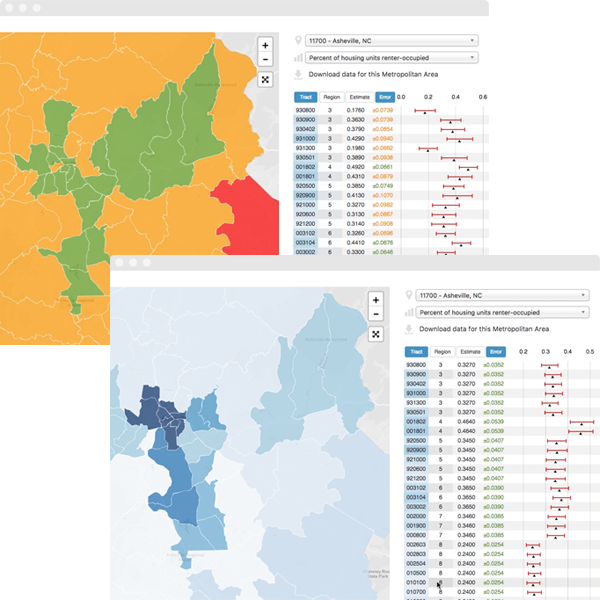 +
-
11700 - Asheville, NC
Percent of housing units renter-occupied
Download data for this Metropolitan Area
Tract Region Estimate Error 0.0 0.2 0.4 0.6
930800 3 0.1760 ±0.0739
930900 3 0.3630 ±0.0739
930402 3 0.3790 ±0.0854
931000 3 0.4290 ±0.0940
931300 3 0.1980 ±0.0662
930501 3 0.3890 ±0.0938
001802 4 0.4920 ±0.0661
001801 4 0.4310 ±0.0879
920500 5 0.3850 ±0.0749
920900 5 0.4130 ±0.1070
921000 5 0.3270 ±0.0982
920600 5 0.3130 ±0.0867
921200 5 0.3140 ±0.0908
003102 6 0.3260 ±0.0696
003104 6 0.4410 ±0.0676
003002 6 0.3300 ±0.0646
+
-
11700 - Asheville, NC
Percent of housing units renter-occupied
Download data for this Metropolitan Area
Tract Region Estimate Error 0.2 0.3 0.4 0.5
930800 3 0.3270 ±0.0352
930900 3 0.3270 ±0.0352
930402 3 0.3270 ±0.0352
931000 3 0.3270 ±0.0352
931300 3 0.3270 ±0.0352
930501 3 0.3270 ±0.0352
001802 4 0.4640 ±0.0539
001801 4 0.4640 ±0.0539
920500 5 0.3450 ±0.0407
920900 5 0.3450 ±0.0407
921000 5 0.3450 ±0.0407
920600 5 0.3450 ±0.0407
921200 5 0.3450 ±0.0407
003102 6 0.3650 ±0.0390
003104 6 0.3650 ±0.0390
003002 6 0.3650 ±0.0390
002000 7 0.3460 ±0.0385
001900 7 0.3460 ±0.0385
000800 7 0.3460 ±0.0385
002603 8 0.2400 ±0.0254
002803 8 0.2400 ±0.0254
002504 8 0.2400 ±0.0254
010500 8 0.2400 ±0.0254
010100 8 0.2400 ±0.0254
010700 8 0.2400 ±0.0254